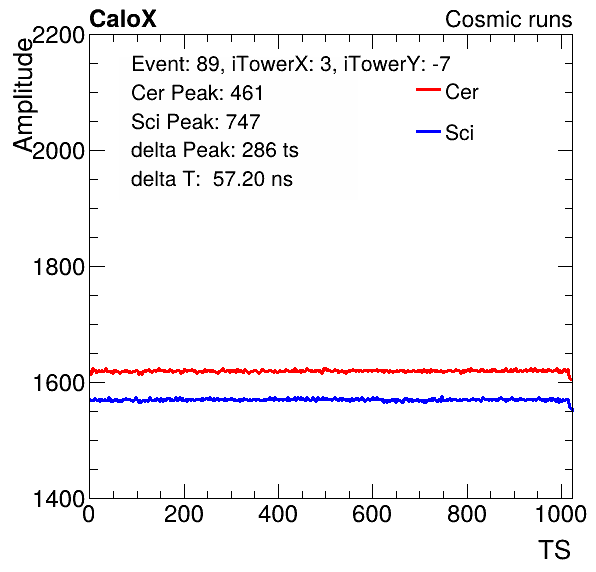 CaloX Cosmic runs
Amplitude
2200
2000
1800
1600
1400
Event: 89, iTowerX: 3, iTowerY: -7
Cer Peak: 461
Sci Peak: 747
delta Peak: 286 ts
delta T: 57.20 ns
Cer
Sci
0 200 400 600 800 1000
TS